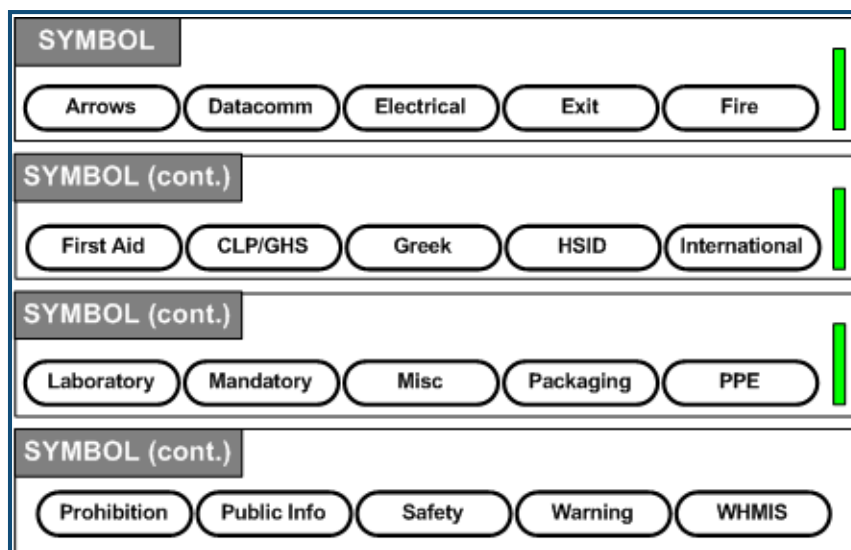 SYMBOL
Arrows Datacomm Electrical Exit Fire
SYMBOL (cont.)
First Aid CLP/GHS Greek HSID International
SYMBOL (cont.)
Laboratory Mandatory Misc Packaging PPE
SYMBOL (cont.)
Prohibition Public Info Safety Warning WHMIS